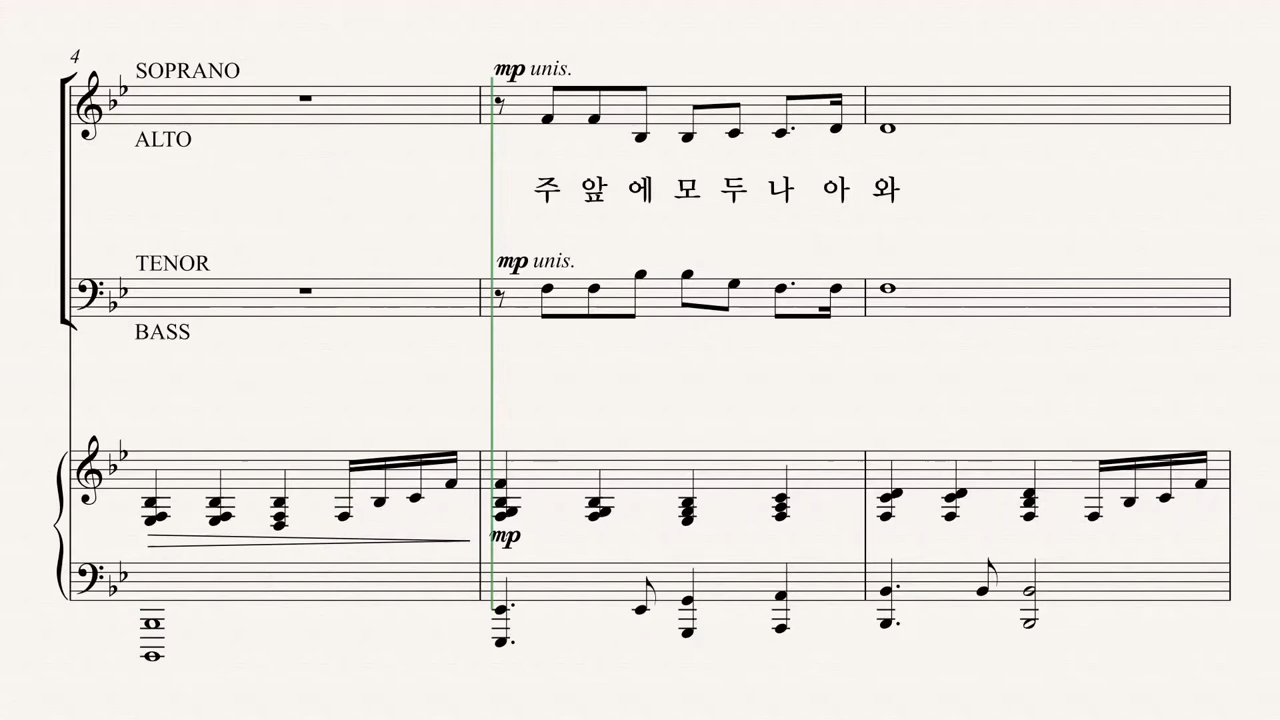 4
SOPRANO
mp unis.
ALTO
주 앞 에 모 두 나 아 와
TENOR
mp unis.
BASS
mp